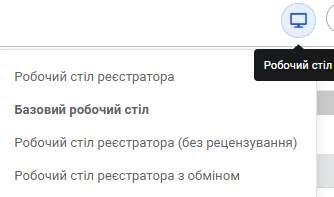 Робочий стіл
Робочий стіл реєстратора
Базовий робочий стіл
Робочий стіл реєстратора (без рецензування)
Робочий стіл реєстратора з обміном